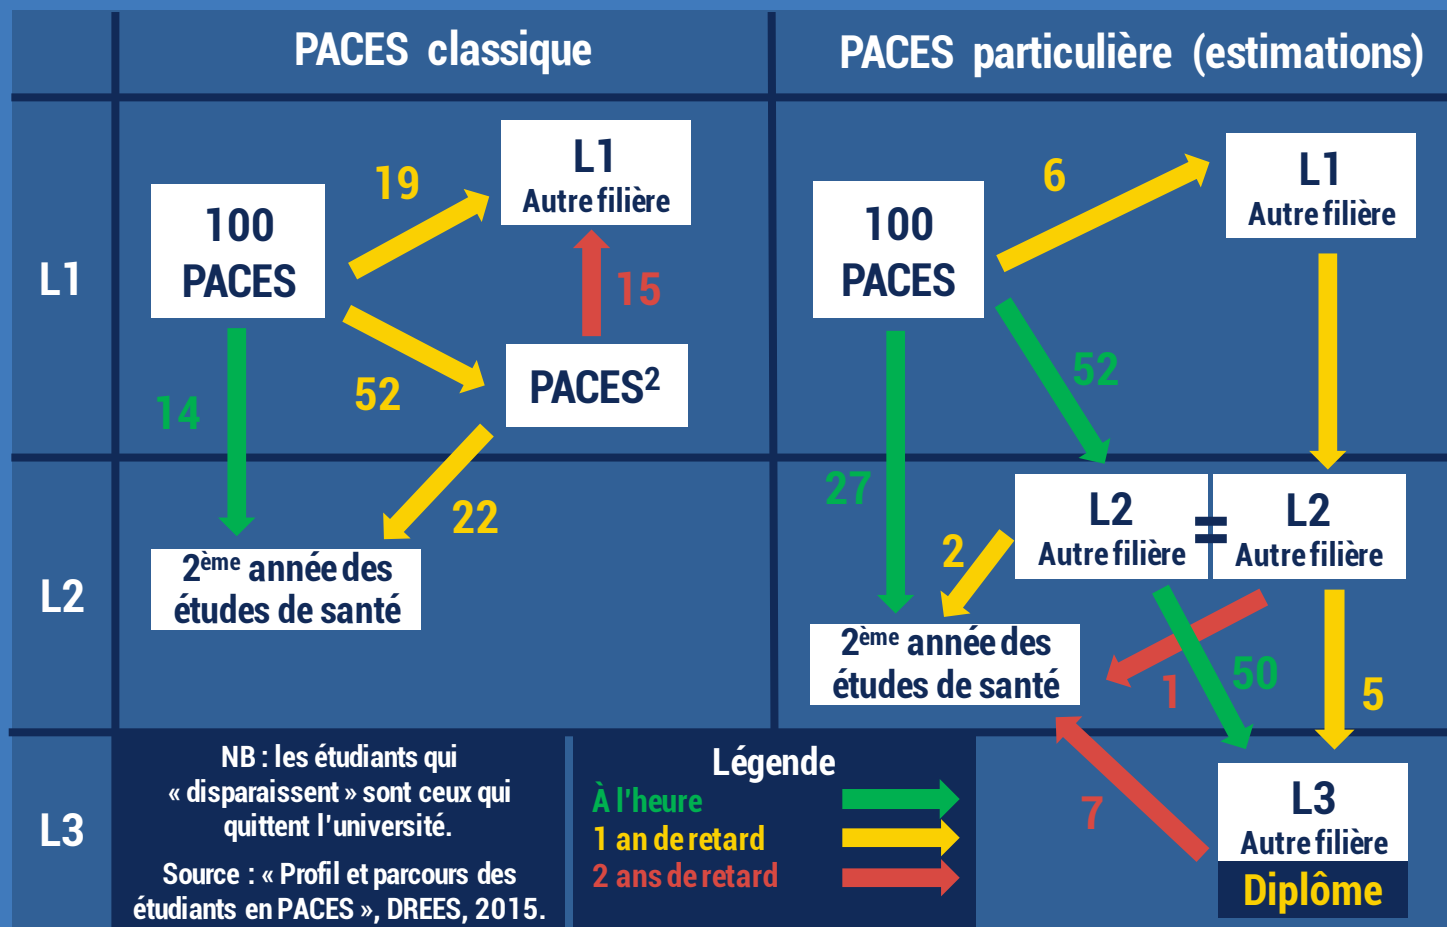 PACES classique
PACES particulière (estimations)
L1
100
PACES
19
L1
Autre filière
15
52
PACES²
14
22
100
PACES
6
L1
Autre filière
52
27
L2
2ème année des
études de santé
L2
Autre filière
=
L2
Autre filière
2
2ème année des
études de santé
1
50
5
L3
NB : les étudiants qui
« disparaissent » sont ceux qui
quittent l'université.
Source : « Profil et parcours des
étudiants en PACES », DREES, 2015.
Légende
À l'heure
1 an de retard
2 ans de retard
7
L3
Autre filière
Diplôme